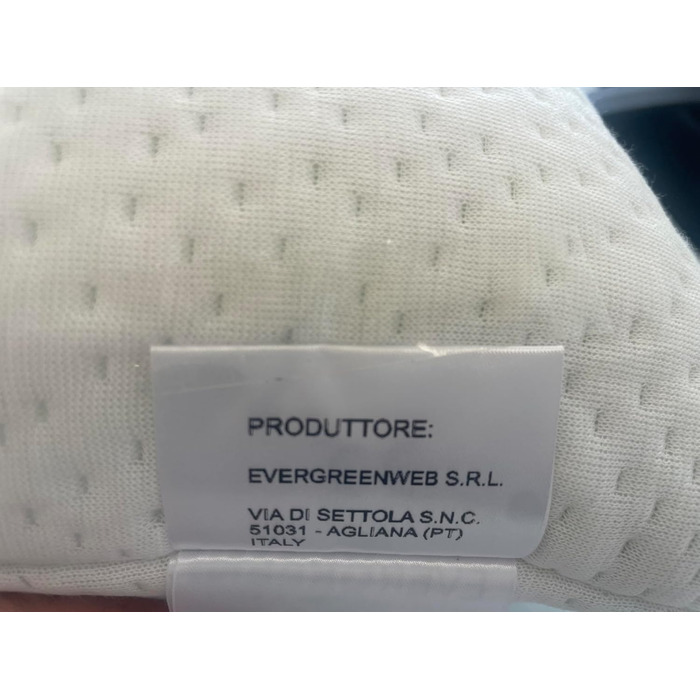 PRODUTTORE:
EVERGREENWEB S.R.L.
VIA DI SETTOLA S.N.C.
51031 - AGLIANA (PT)
ITALY